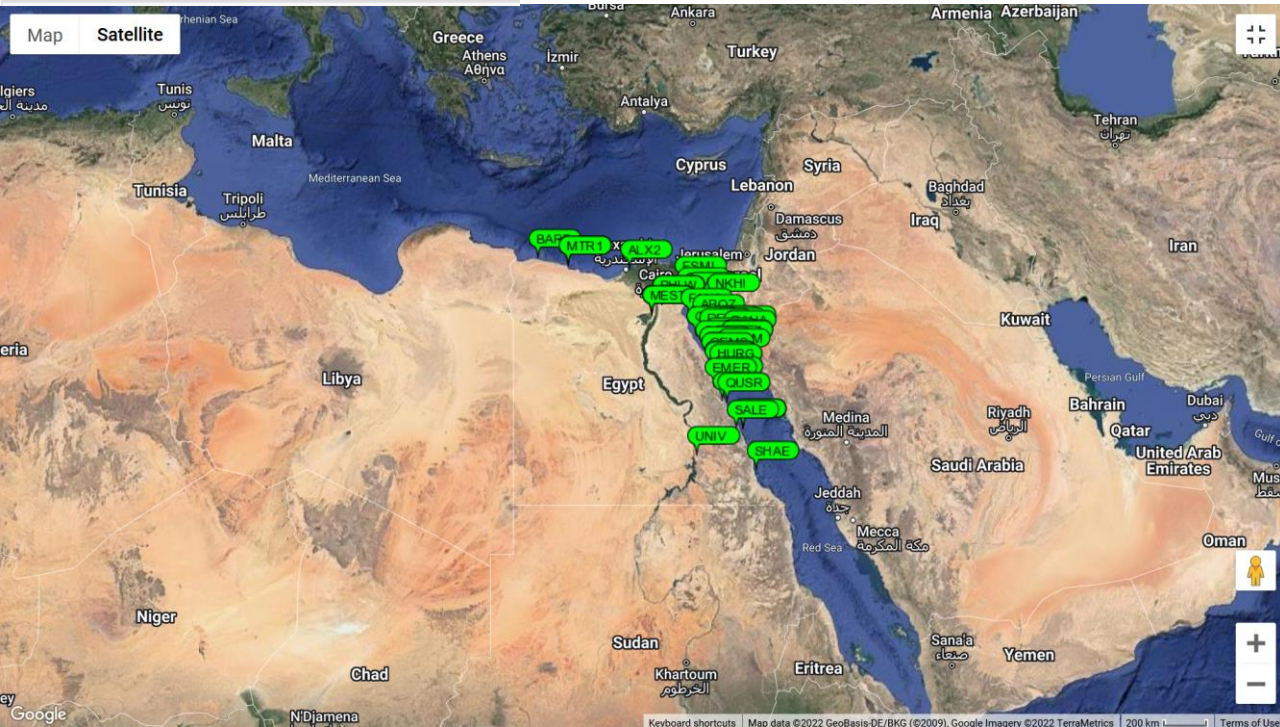 Map
Satellite
Bursa
Ankara
Armenia
Azerbaijan
Greece
Athens
Αθήνα
İzmir
Turkey
Antalya
Tunis
تونس
Tehran
تهران
Malta
Cyprus
Syria
Mediterranean Sea
Lebanon
Tunisia
Tripoli
طرابلس
Baghdad
بغداد
Damascus
دمشق
Iraq
Iran
MTR1
ALX2
Jerusalem
Jordan
Cairo
NKHI
Kuwait
HURG
EMER
QUSR
Libya
Egypt
Persian Gulf
SALE
Medina
المدينة المنورة
Riyadh
الرياض
Bahrain
Dubai
دبي
Qatar
UNIV
SHAE
United Arab
Emirates
Saudi Arabia
Jeddah
جدة
Mecca
مكة المكرمة
Red Sea
Oman
Niger
Sudan
Chad
Khartoum
الخرطوم
Eritrea
Sana'a
صنعاء
Yemen
N'Djamena
Google
Keyboard shortcuts
Map data ©2022 GeoBasis-DE/BKG (©2009), Google Imagery ©2022 TerraMetrics
200 km
Terms of Use